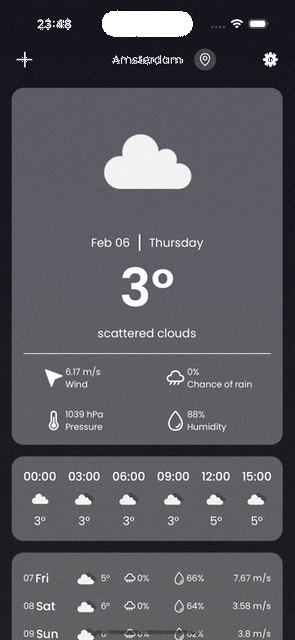 23:48
Amsterdam
Feb 06 | Thursday
3°
scattered clouds
6.17 m/s
Wind
0%
Chance of rain
1039 hPa
Pressure
88%
Humidity
00:00 03:00 06:00 09:00 12:00 15:00
3° 3° 3° 3° 5° 5°
07 Fri 5° 0% 66% 7.67 m/s
08 Sat 6° 0% 64% 3.58 m/s
09 Sun 0% 62% 3.8 m/s